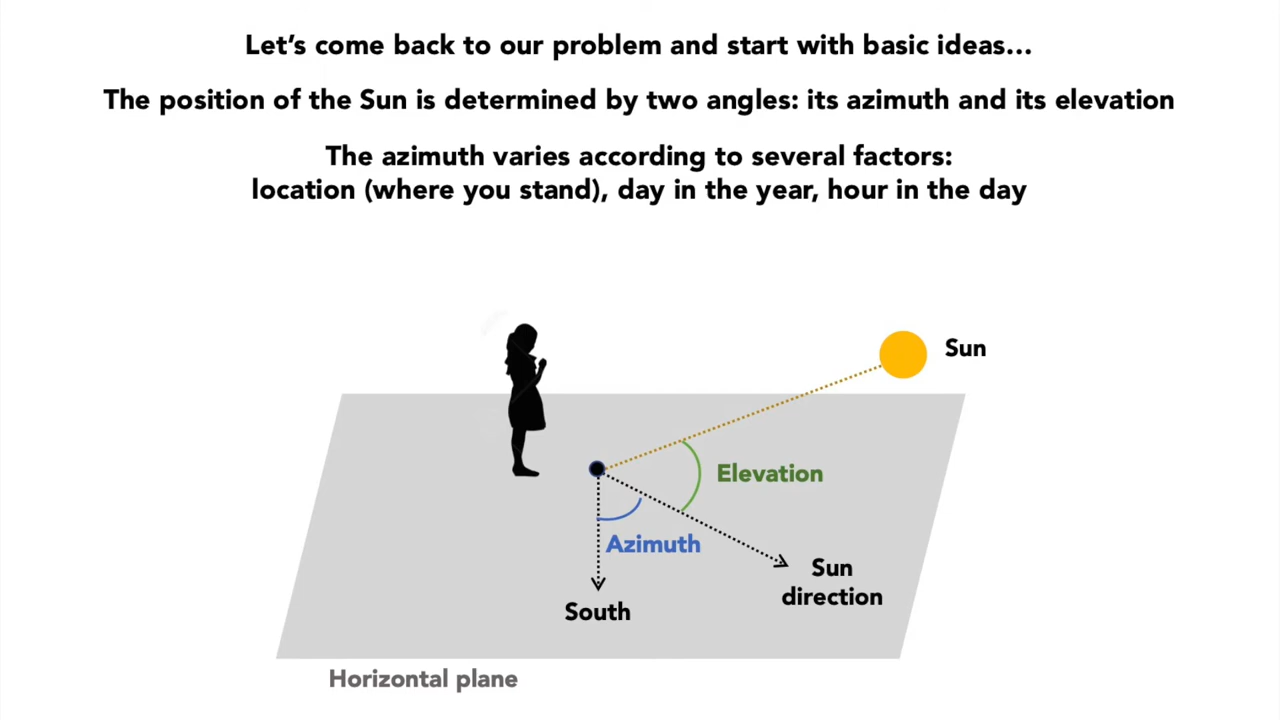 Let’s come back to our problem and start with basic ideas...
The position of the Sun is determined by two angles: its azimuth and its elevation
The azimuth varies according to several factors:
location (where you stand), day in the year, hour in the day
Sun
Elevation
Azimuth
Sun
direction
South
Horizontal plane